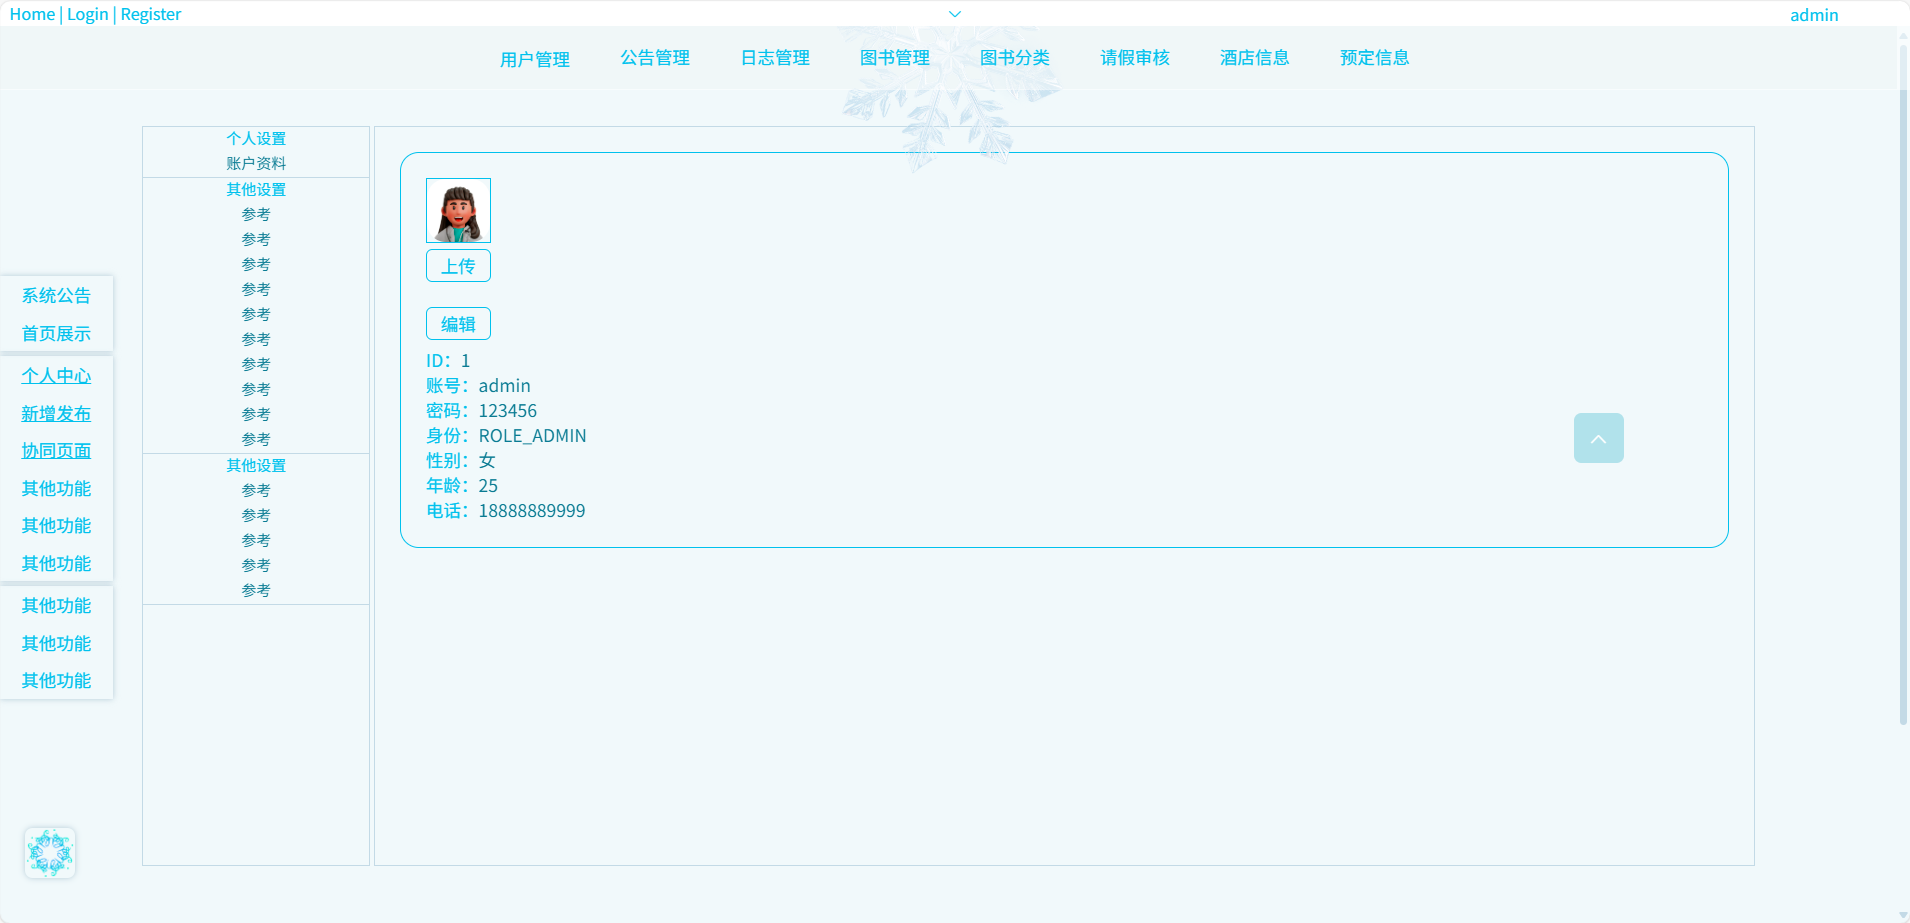 Home | Login | Register
admin
用户管理 公告管理 日志管理 图书管理 图书分类 请假审核 酒店信息 预定信息
系统公告
首页展示
个人中心
新增发布
协同页面
其他功能
其他功能
其他功能
其他功能
其他功能
其他功能
个人设置
账户资料
其他设置
参考
参考
参考
参考
参考
参考
参考
参考
参考
参考
其他设置
参考
参考
参考
参考
参考
上传
编辑
ID：1
账号：admin
密码：123456
身份：ROLE_ADMIN
性别：女
年龄：25
电话：18888889999